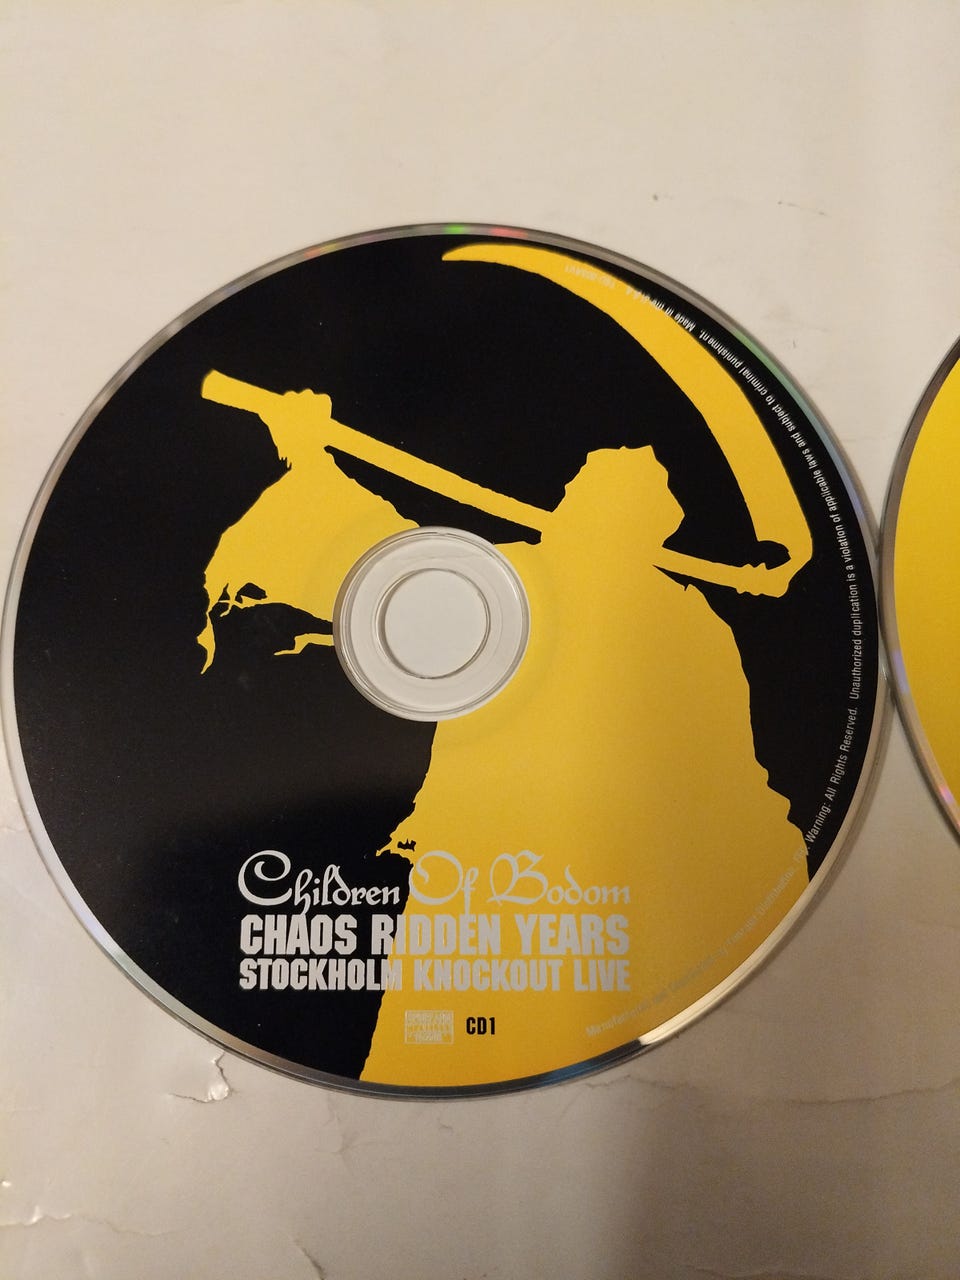 Children Of Bodom
CHAOS RIDDEN YEARS
STOCKHOLM KNOCKOUT LIVE
CD1
Warning: All Rights Reserved. Unauthorized duplication is a violation of applicable laws and subject to criminal punishment. Made in the